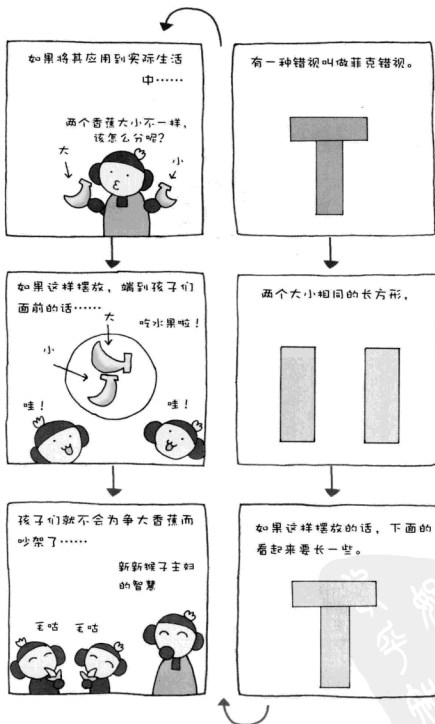 有一种错视叫做菲克错视。
两个大小相同的长方形，
如果这样摆放的话，下面的
看起来要长一些。
如果将其应用到实际生活
中……
两个香蕉大小不一样，
该怎么分呢？
大
小
如果这样摆放，端到孩子们
面前的话……
大
吃水果啦！
小
哇！
哇！
孩子们就不会为争大香蕉而
吵架了……
新新猴子主妇
的智慧
毛咕 毛咕